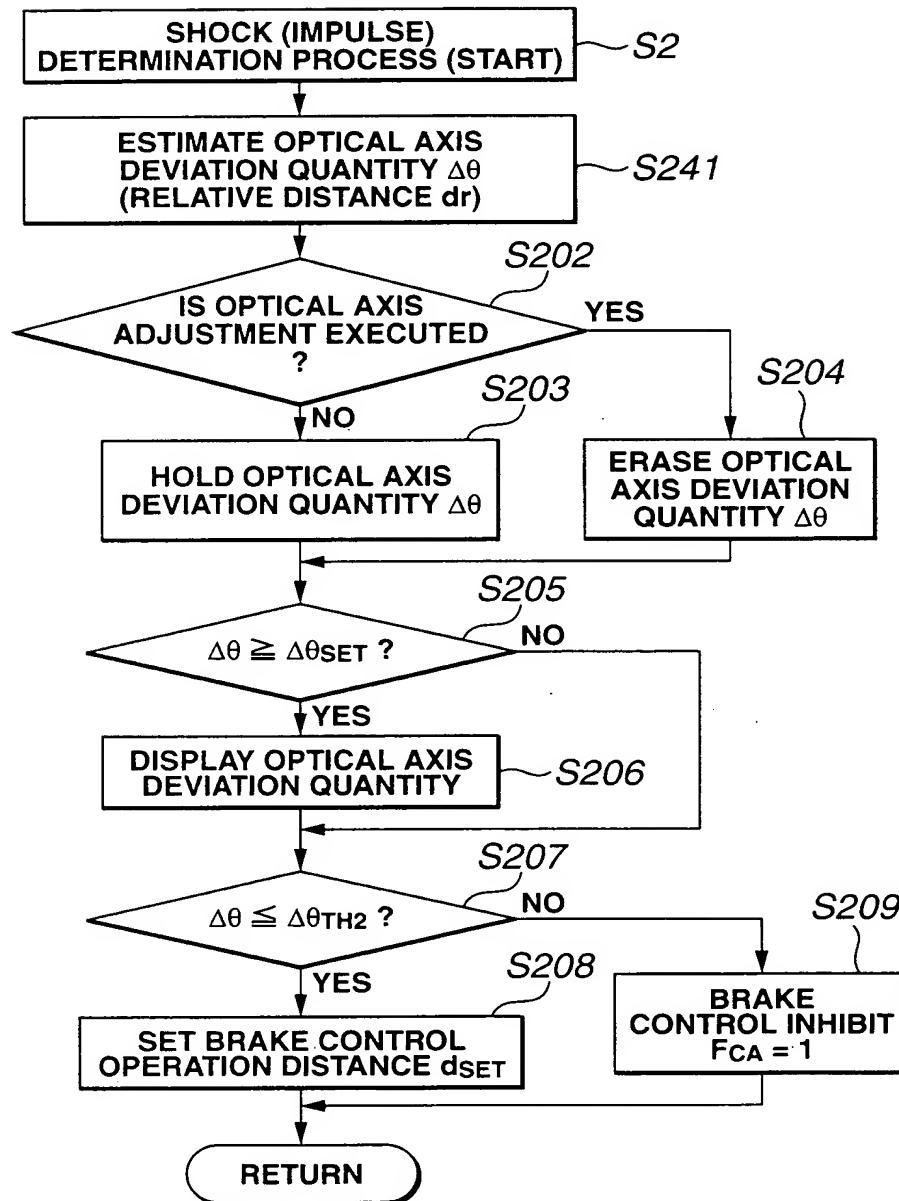 SHOCK (IMPULSE)
DETERMINATION PROCESS (START)
S2
ESTIMATE OPTICAL AXIS
DEVIATION QUANTITY Δθ
(RELATIVE DISTANCE dr)
S241
S202
IS OPTICAL AXIS
ADJUSTMENT EXECUTED
?
YES
NO
S203
HOLD OPTICAL AXIS
DEVIATION QUANTITY Δθ
S204
ERASE OPTICAL
AXIS DEVIATION
QUANTITY Δθ
S205
Δθ ≧ ΔθSET ?
NO
YES
DISPLAY OPTICAL AXIS
DEVIATION QUANTITY
S206
S207
Δθ ≦ ΔθTH2 ?
NO
YES
S208
SET BRAKE CONTROL
OPERATION DISTANCE dSET
S209
BRAKE
CONTROL INHIBIT
FCA = 1
RETURN